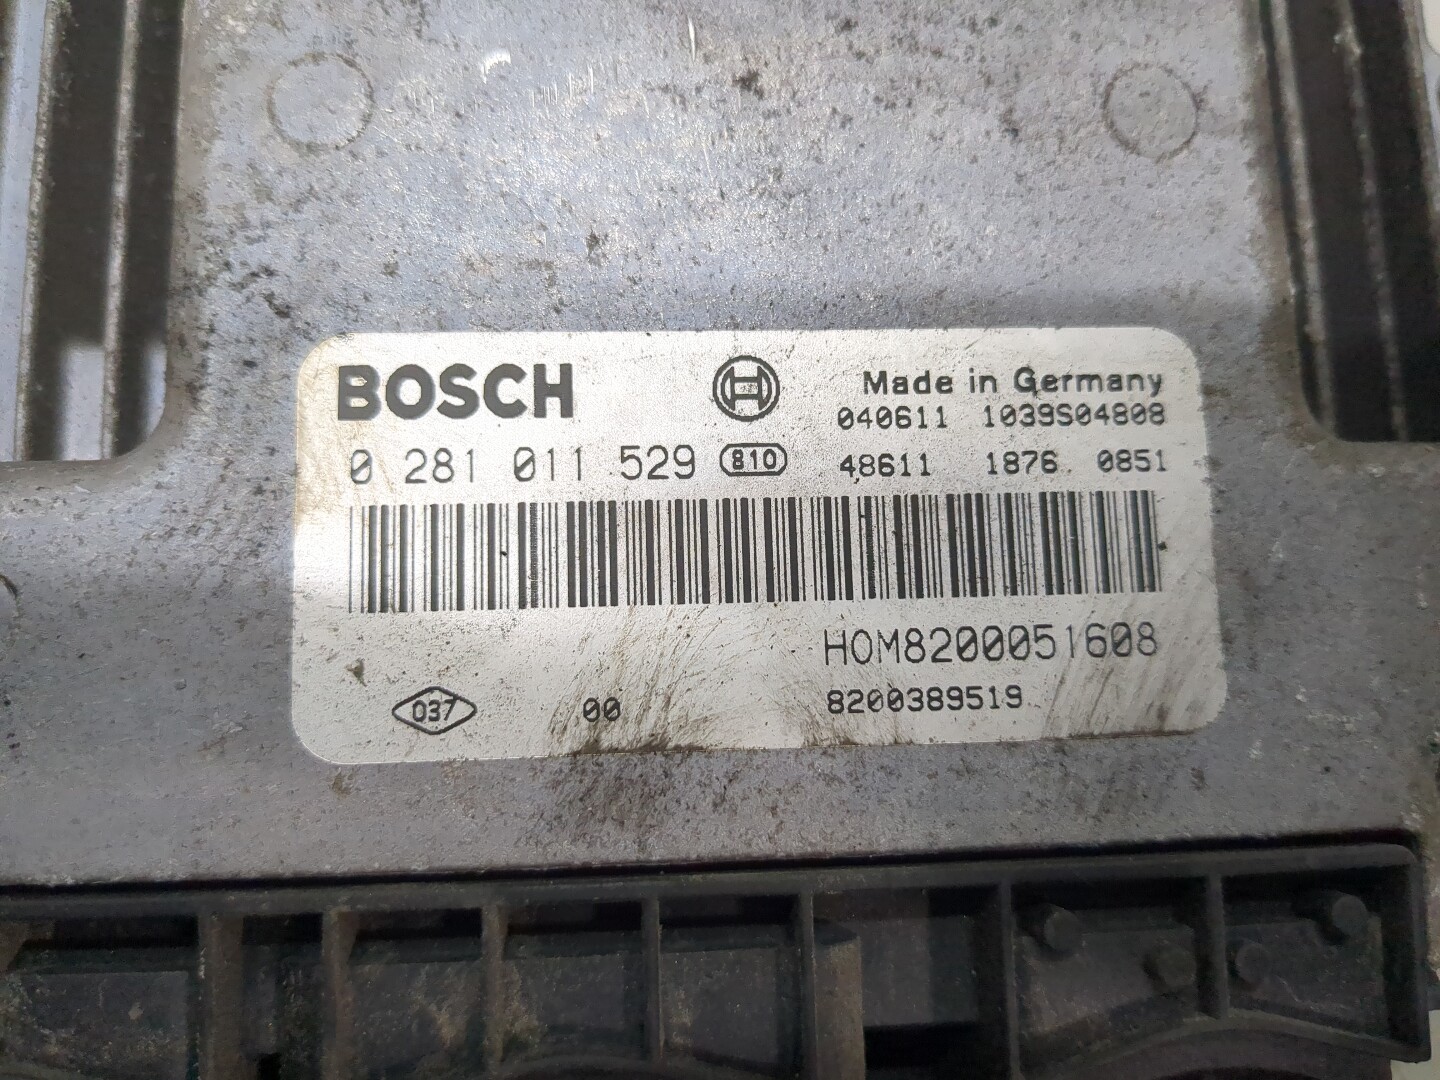 BOSCH
Made in Germany
040611 1039S04808
0 281 011 529 810 48611 1876 0851
HOM8200051608
037 00 8200389519